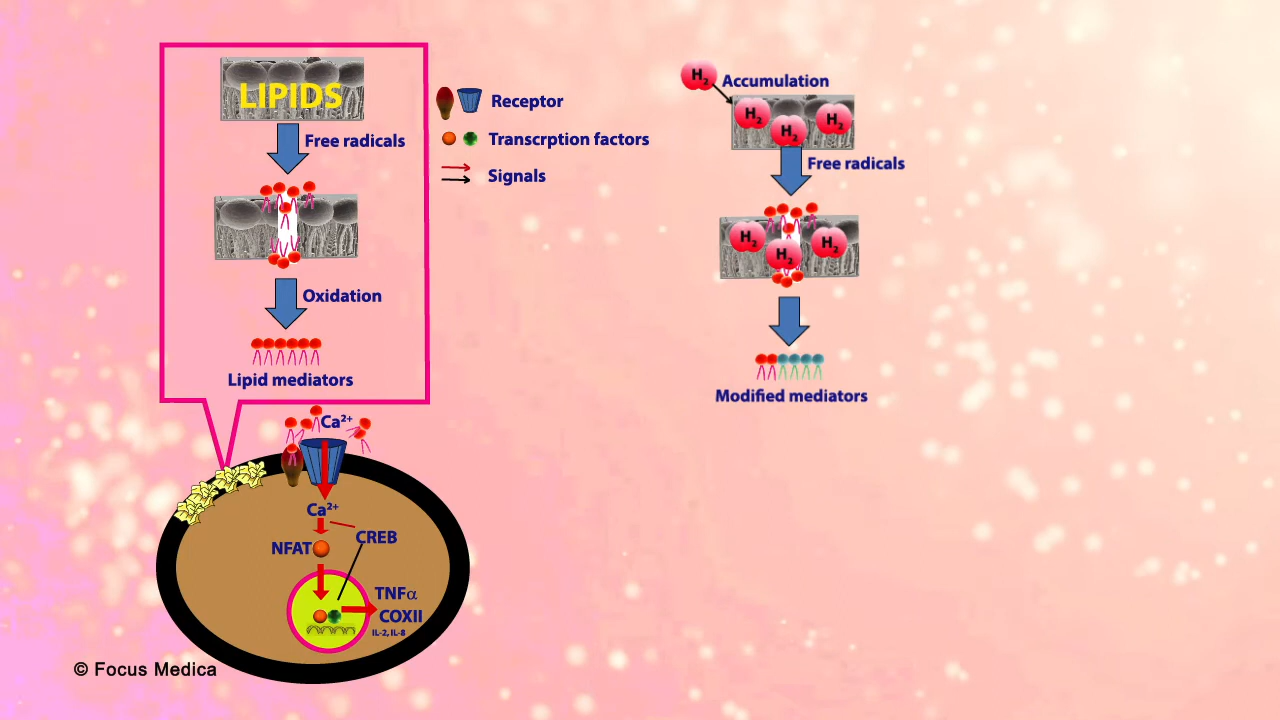 LIPIDS
Free radicals
Oxidation
Lipid mediators
Receptor
Transcrption factors
Signals
Ca²⁺
Ca²⁺
NFAT
CREB
TNFα
COXII
IL-2, IL-8
H₂
Accumulation
H₂
H₂
H₂
Free radicals
H₂
H₂
H₂
Modified mediators
© Focus Medica